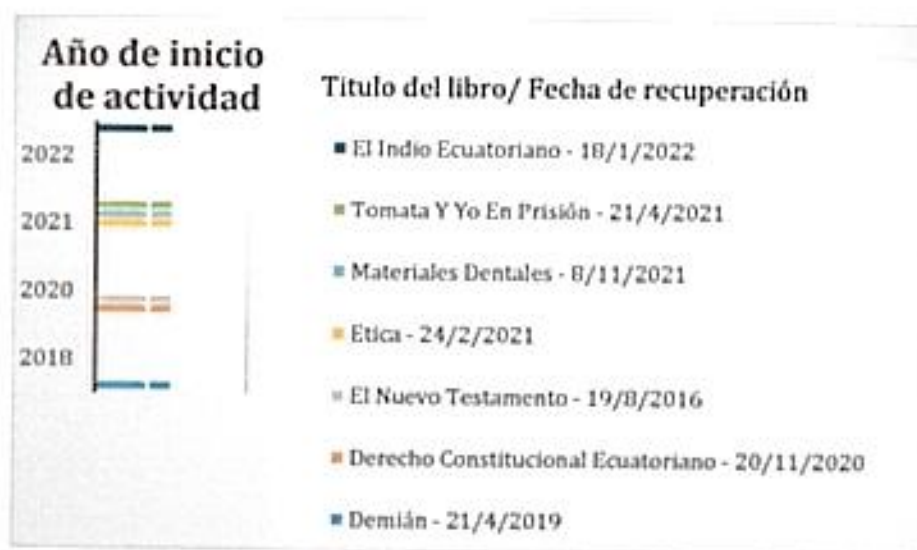 Año de inicio
de actividad
2022
2021
2020
2018
Titulo del libro/ Fecha de recuperación
El Indio Ecuatoriano - 18/1/2022
Tomata Y Yo En Prisión - 21/4/2021
Materiales Dentales - 8/11/2021
Etica - 24/2/2021
El Nuevo Testamento - 19/8/2016
Derecho Constitucional Ecuatoriano - 20/11/2020
Demián - 21/4/2019